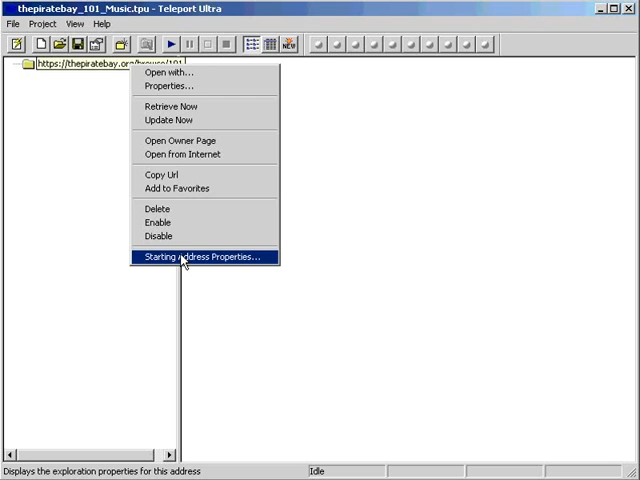 thepiratebay_101_Music.tpu - Teleport Ultra
File Project View Help
NEW
https://thepiratebay.org/browse/101
Open with...
Properties...
Retrieve Now
Update Now
Open Owner Page
Open from Internet
Copy Url
Add to Favorites
Delete
Enable
Disable
Starting Address Properties...
Displays the exploration properties for this address Idle